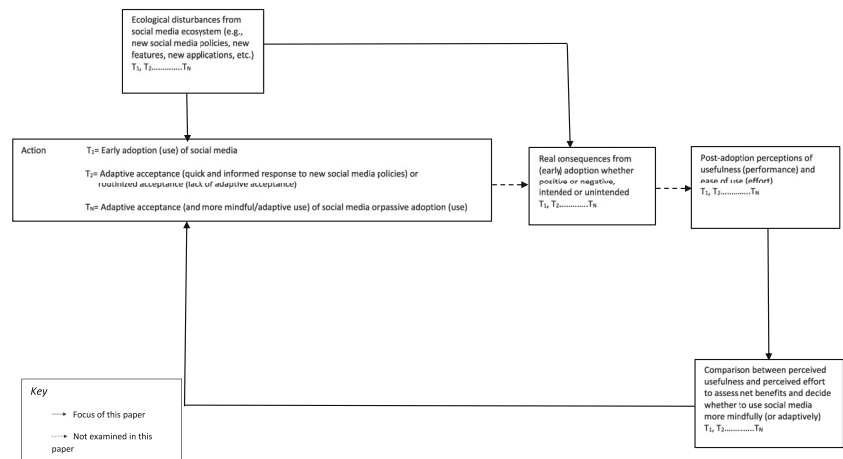 Ecological disturbances from
social media ecosystem (e.g.,
new social media policies, new
features, new applications, etc.)
T₁, T₂..............Tₙ
Action T₁= Early adoption (use) of social media
T₂= Adaptive acceptance (quick and informed response to new social media policies) or
routinized acceptance (lack of adaptive acceptance)
Tₙ= Adaptive acceptance (and more mindful/adaptive use) of social media orpassive adoption (use)
Real consequences from
(early) adoption whether
positive or negative,
intended or unintended
T₁, T₂..............Tₙ
Post-adoption perceptions of
usefulness (performance) and
ease of use (effort)
T₁, T₂..............Tₙ
Comparison between perceived
usefulness and perceived effort
to assess net benefits and decide
whether to use social media
more mindfully (or adaptively)
T₁, T₂..............Tₙ
Key
Focus of this paper
Not examined in this
paper